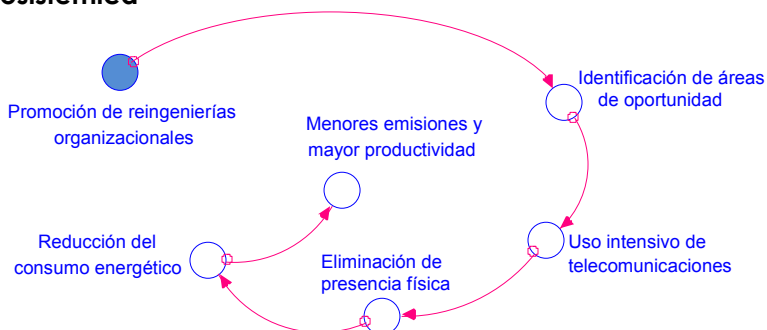 Promoción de reingenierías
organizacionales
Identificación de áreas
de oportunidad
Uso intensivo de
telecomunicaciones
Eliminación de
presencia física
Reducción del
consumo energético
Menores emisiones y
mayor productividad